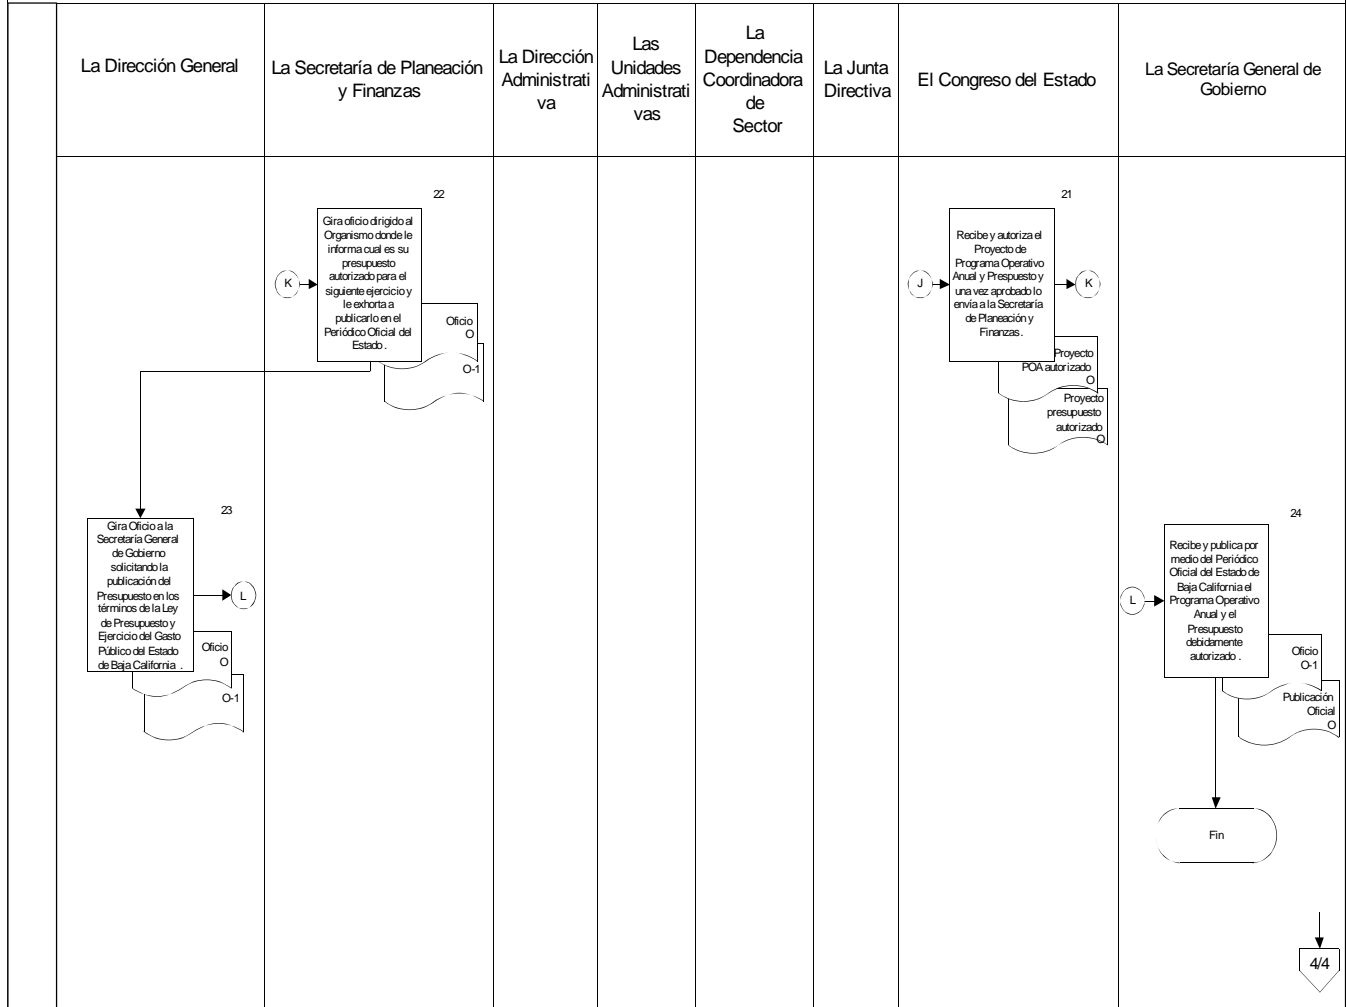 La Dirección General
La Secretaría de Planeación
y Finanzas
La Dirección
Administrati
va
Las
Unidades
Administrati
vas
La
Dependencia
Coordinadora
de
Sector
La Junta
Directiva
El Congreso del Estado
La Secretaría General de
Gobierno
22
Gira oficio dirigido al
Organismo donde le
informa cual es su
presupuesto
autorizado para el
siguiente ejercicio y
le exhorta a
publicarlo en el
Periódico Oficial del
Estado .
K
Oficio
O
O-1
21
Recibe y autoriza el
Proyecto de
Programa Operativo
Anual y Prespuesto y
una vez aprobado lo
envía a la Secretaría
de Planeación y
Finanzas .
J
K
Proyecto
POA autorizado
O
Proyecto
presupuesto
autorizado
O
23
Gira Oficio a la
Secretaría General
de Gobierno
solicitando la
publicación del
Presupuesto en los
términos de la Ley
de Presupuesto y
Ejercicio del Gasto
Público del Estado
de Baja California .
L
Oficio
O
O-1
24
Recibe y publica por
medio del Periódico
Oficial del Estado de
Baja California el
Programa Operativo
Anual y el
Presupuesto
debidamente
autorizado .
L
Oficio
O-1
Publicación
Oficial
O
Fin
4/4